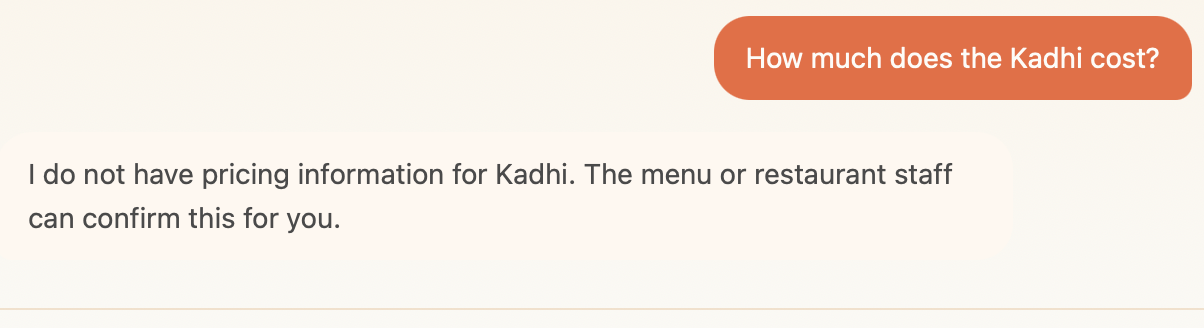 How much does the Kadhi cost?
I do not have pricing information for Kadhi. The menu or restaurant staff
can confirm this for you.